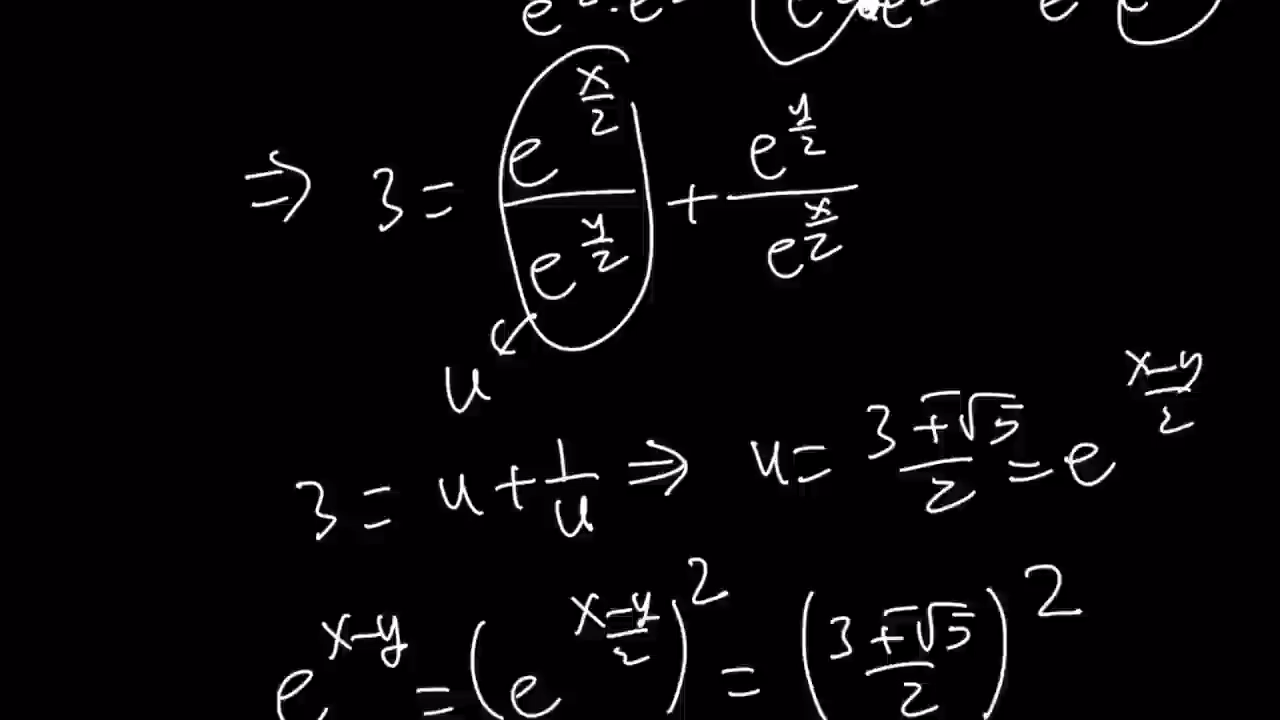 ⇒ 3 = e^(x/2)/e^(y/2) + e^(y/2)/e^(x/2)
u
3 = u + 1/u ⇒ u = (3±√5)/2 = e^((x-y)/2)
e^(x-y) = (e^((x-y)/2))^2 = ((3±√5)/2)^2